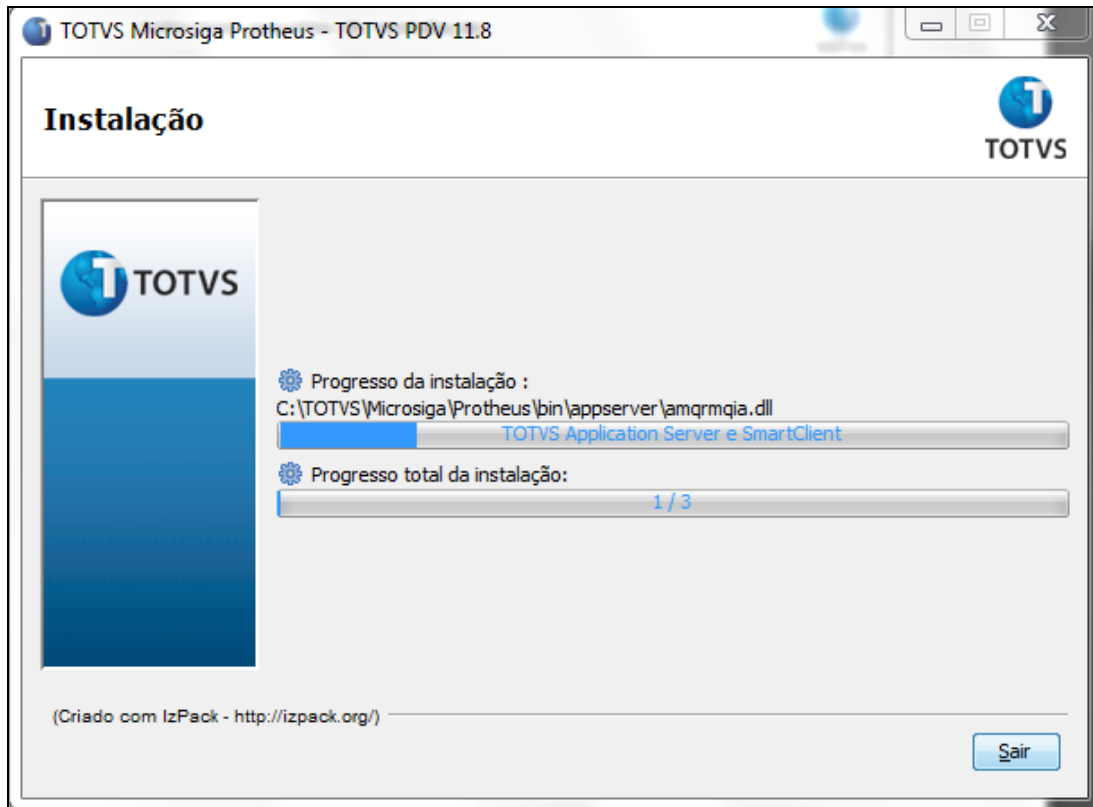 TOTVS Microsiga Protheus - TOTVS PDV 11.8
Instalação
TOTVS
TOTVS
Progresso da instalação :
C:\TOTVS\Microsiga\Protheus\bin\appserver\amqrmqia.dll
TOTVS Application Server e SmartClient
Progresso total da instalação:
1 / 3
(Criado com IzPack - http://izpack.org/)
Sair